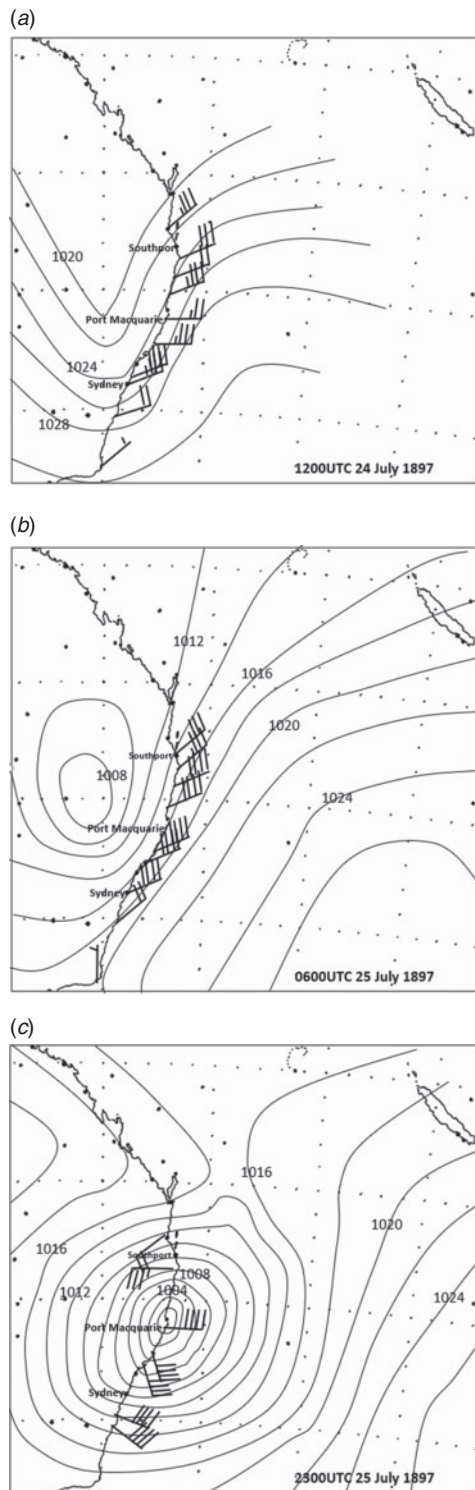 (a)
Southport
1020
Port Macquarie
1024
Sydney
1028
1200UTC 24 July 1897
(b)
1012
1016
1020
Southport
1008
1024
Port Macquarie
Sydney
0600UTC 25 July 1897
(c)
1016
1020
1016
Southport
1008
1012
1004
1024
Port Macquarie
Sydney
2300UTC 25 July 1897